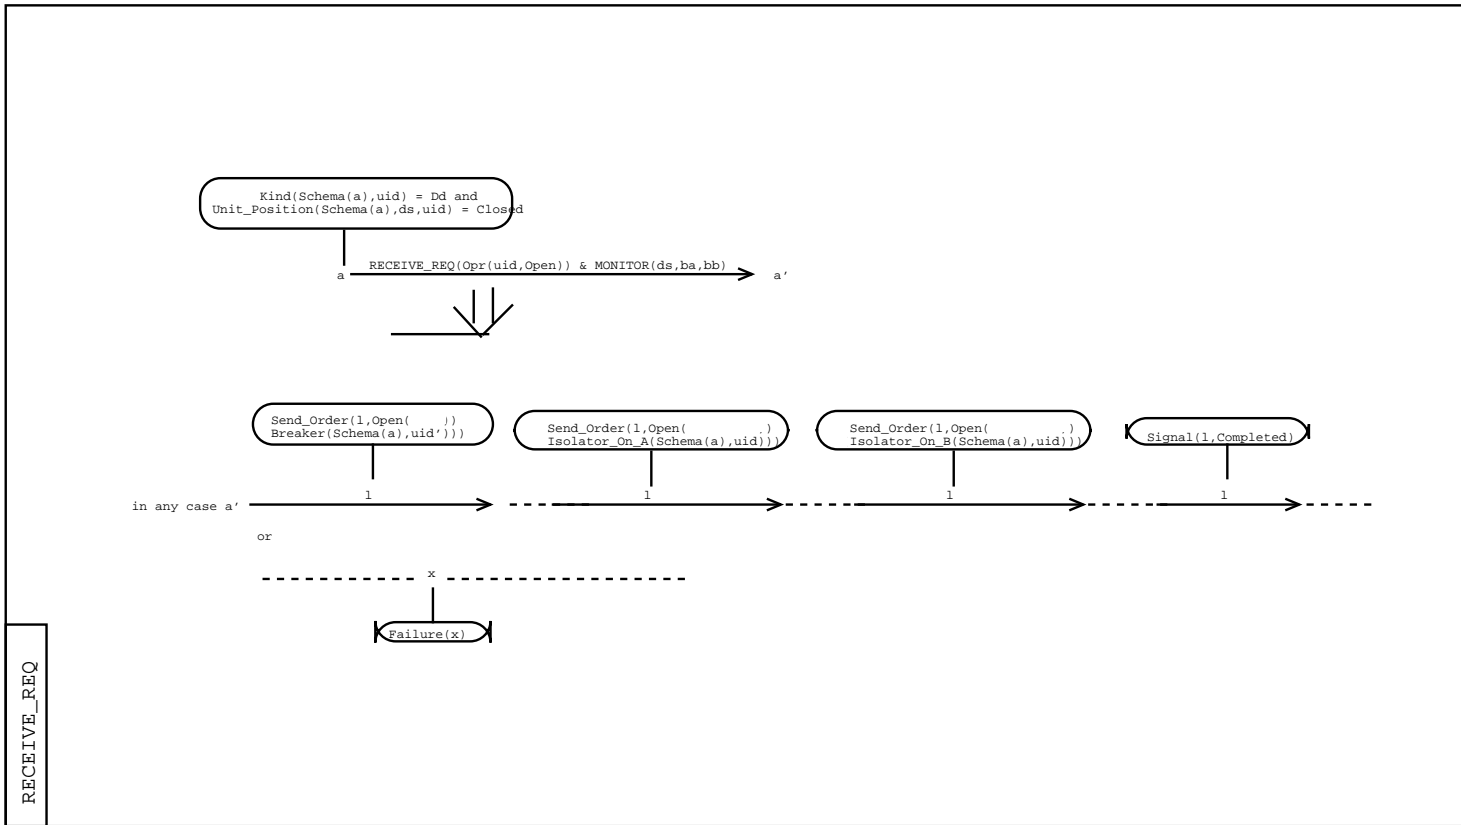 Kind(Schema(a),uid) = Dd and
Unit_Position(Schema(a),ds,uid) = Closed
RECEIVE_REQ(Opr(uid,Open)) & MONITOR(ds,ba,bb)
a
a'
Send_Order(l,Open( ))
Breaker(Schema(a),uid')))
Send_Order(l,Open( .)
Isolator_On_A(Schema(a),uid)))
Send_Order(l,Open( .)
Isolator_On_B(Schema(a),uid)))
Signal(l,Completed)
in any case a'
l
l
l
l
or
x
Failure(x)
RECEIVE_REQ